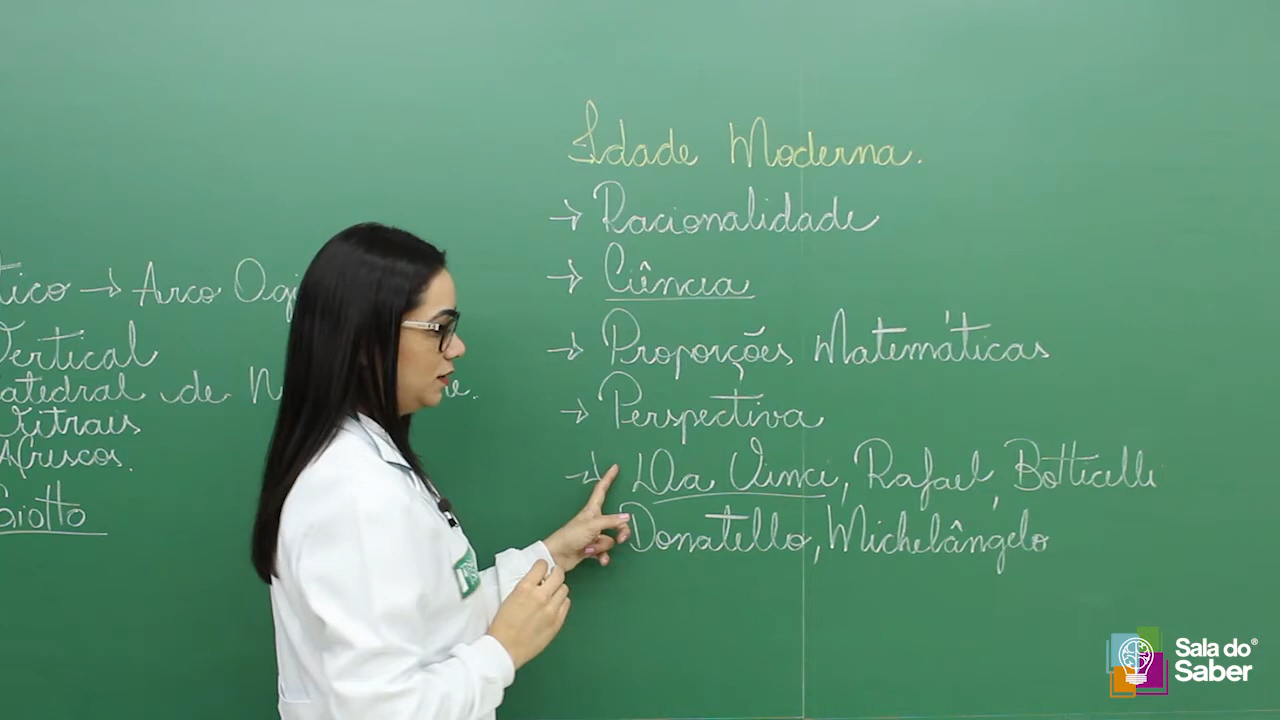 Idade Moderna.
→ Racionalidade
→ Ciência
→ Proporções Matemáticas
→ Perspectiva
→ Da Vinci, Rafael, Botticelli
Donatello, Michelângelo
tico → Arco Ogi
Vertical
atedral de N
Vitrais
Afrescos.
Giotto
Sala do®
Saber